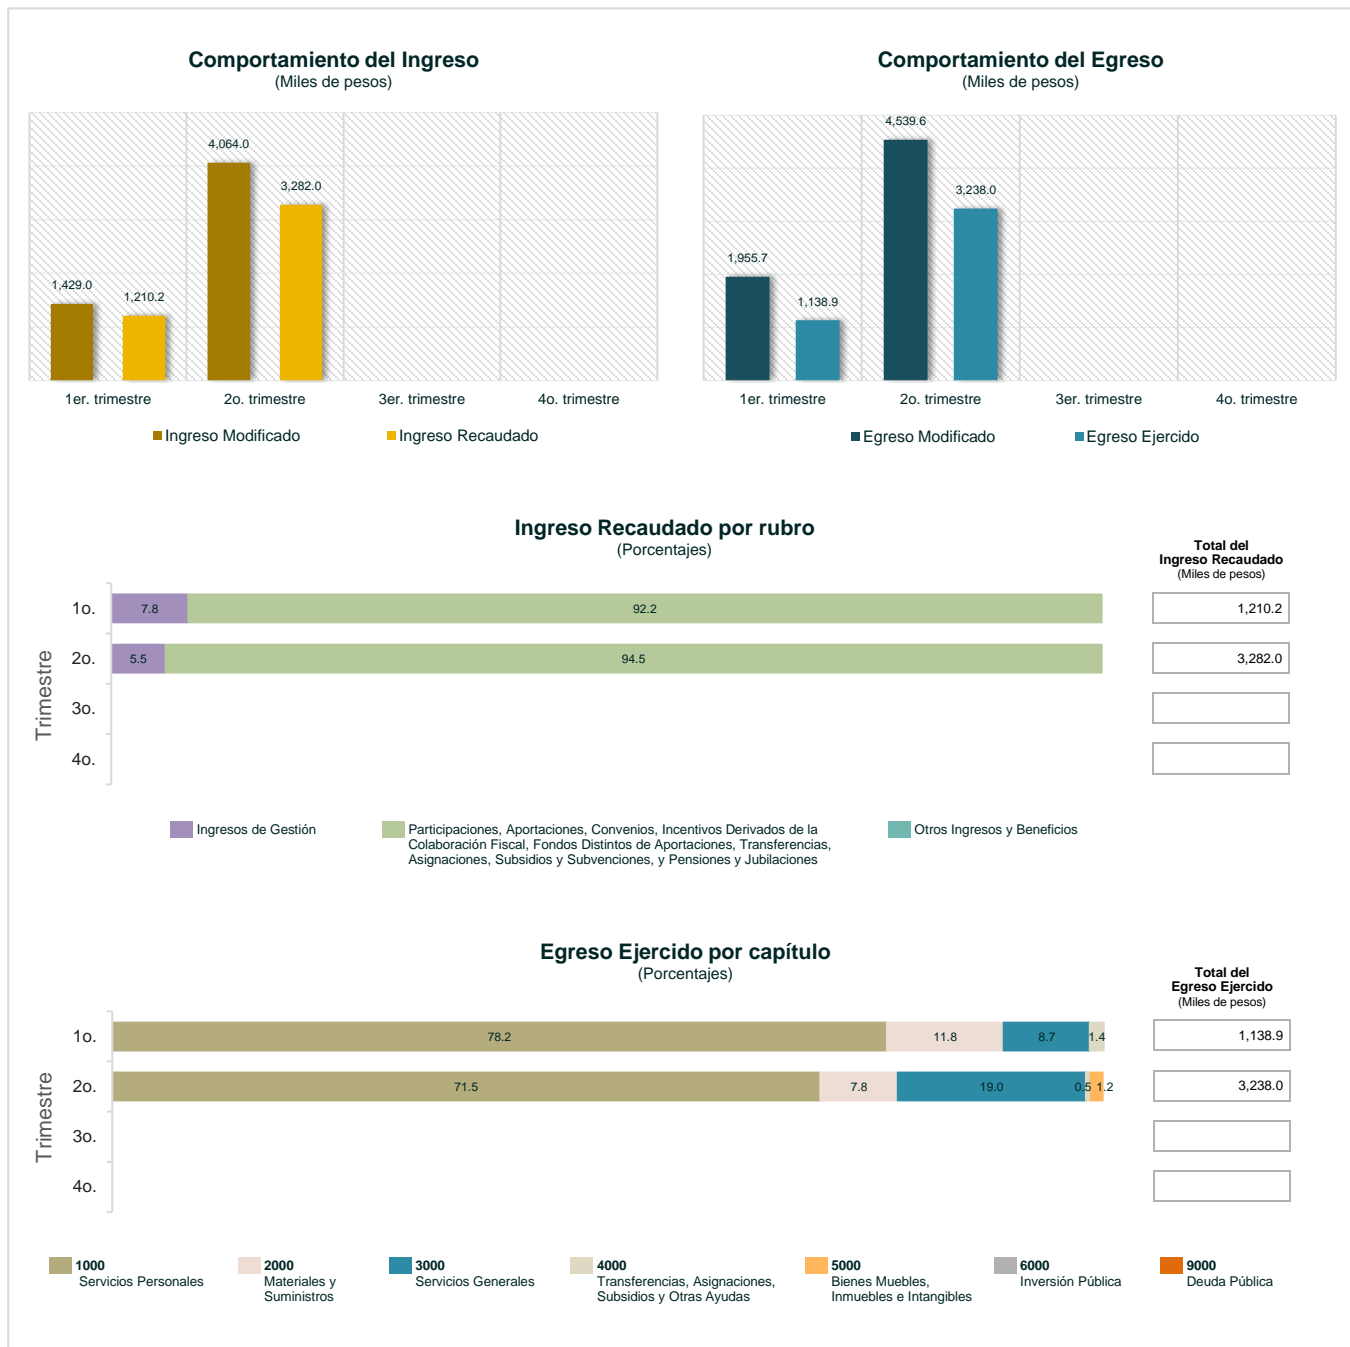 Comportamiento del Ingreso
(Miles de pesos)
4,064.0
3,282.0
1,429.0
1,210.2
1er. trimestre
2o. trimestre
3er. trimestre
4o. trimestre
Ingreso Modificado
Ingreso Recaudado
Comportamiento del Egreso
(Miles de pesos)
4,539.6
3,238.0
1,955.7
1,138.9
1er. trimestre
2o. trimestre
3er. trimestre
4o. trimestre
Egreso Modificado
Egreso Ejercido
Ingreso Recaudado por rubro
(Porcentajes)
Total del
Ingreso Recaudado
(Miles de pesos)
Trimestre
1o.
7.8
92.2
1,210.2
2o.
5.5
94.5
3,282.0
3o.
4o.
Ingresos de Gestión
Participaciones, Aportaciones, Convenios, Incentivos Derivados de la
Colaboración Fiscal, Fondos Distintos de Aportaciones, Transferencias,
Asignaciones, Subsidios y Subvenciones, y Pensiones y Jubilaciones
Otros Ingresos y Beneficios
Egreso Ejercido por capítulo
(Porcentajes)
Total del
Egreso Ejercido
(Miles de pesos)
Trimestre
1o.
78.2
11.8
8.7
1.4
1,138.9
2o.
71.5
7.8
19.0
0.5
1.2
3,238.0
3o.
4o.
1000
Servicios Personales
2000
Materiales y
Suministros
3000
Servicios Generales
4000
Transferencias, Asignaciones,
Subsidios y Otras Ayudas
5000
Bienes Muebles,
Inmuebles e Intangibles
6000
Inversión Pública
9000
Deuda Pública